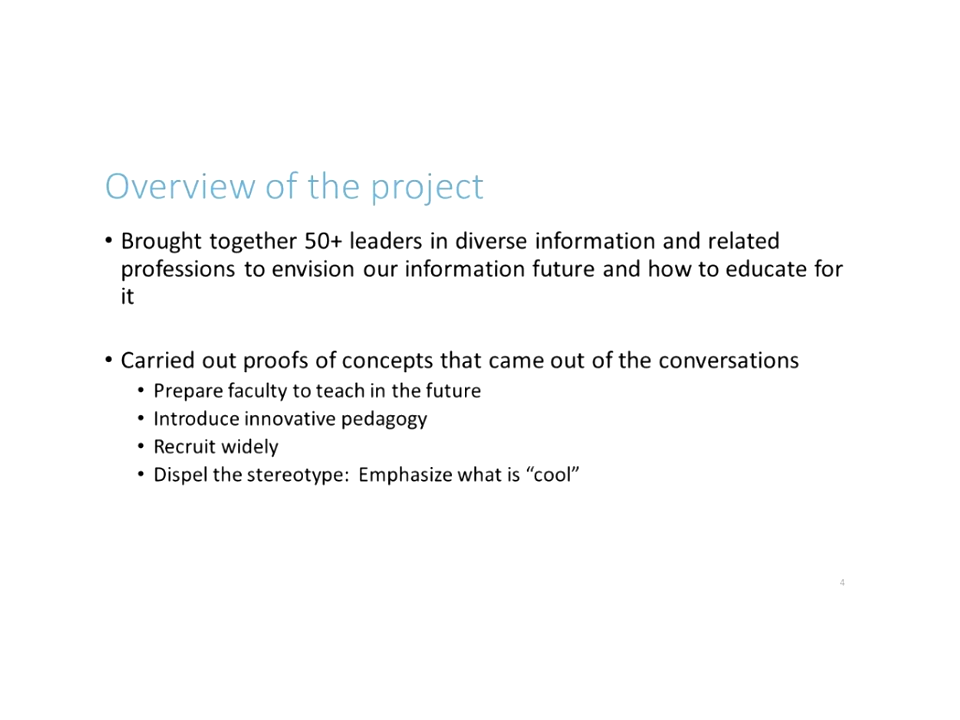 Overview of the project
• Brought together 50+ leaders in diverse information and related
professions to envision our information future and how to educate for
it
• Carried out proofs of concepts that came out of the conversations
• Prepare faculty to teach in the future
• Introduce innovative pedagogy
• Recruit widely
• Dispel the stereotype: Emphasize what is “cool”
4